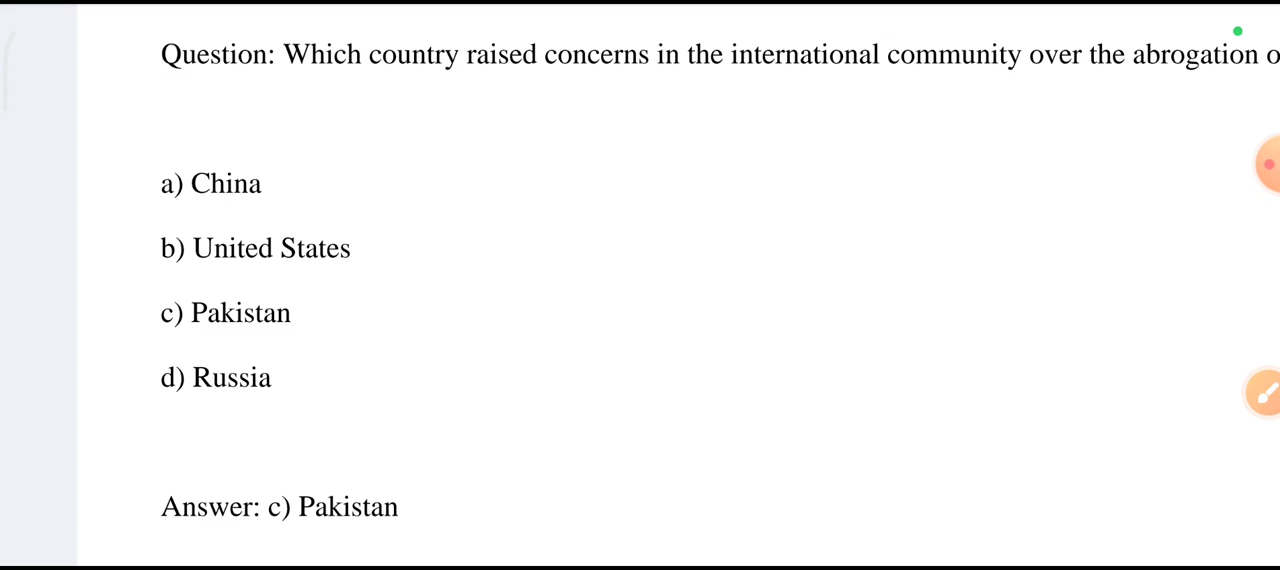 Question: Which country raised concerns in the international community over the abrogation
a) China
b) United States
c) Pakistan
d) Russia
Answer: c) Pakistan